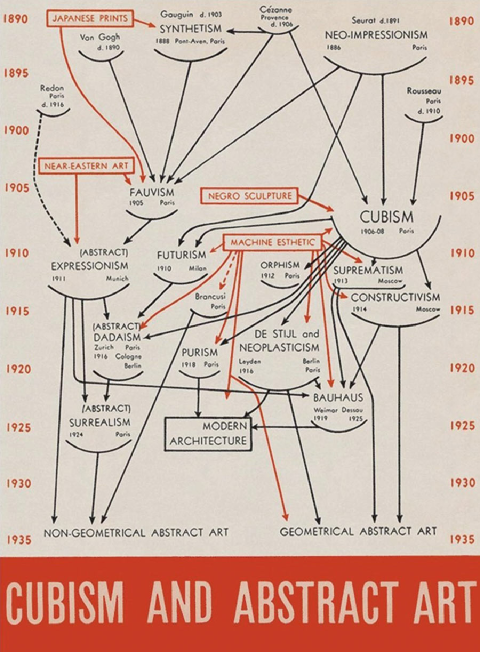 1890 JAPANESE PRINTS Gauguin d. 1903 Cézanne 1890
SYNTHETISM Provence Seurat d.1891
Van Gogh 1888 Pont-Aven, Paris d. 1906 NEO-IMPRESSIONISM
d. 1890 1886 Paris
1895 1895
Redon Rousseau
Paris Paris
d. 1916 d. 1910
1900 1900
NEAR-EASTERN ART
1905 FAUVISM NEGRO SCULPTURE 1905
1905 Paris
CUBISM
1906-08 Paris
1910 (ABSTRACT) FUTURISM MACHINE ESTHETIC 1910
EXPRESSIONISM 1910 Milan ORPHISM SUPREMATISM
1911 Munich 1912 Paris 1913 Moscow
Brancusi CONSTRUCTIVISM
Paris 1914 Moscow
1915 1915
(ABSTRACT) DE STIJL and
DADAISM NEOPLASTICISM
Zurich Paris PURISM
1916 Cologne 1918 Paris Leyden Berlin
Berlin 1916 Paris
1920 1920
BAUHAUS
(ABSTRACT) Weimar Dessau
SURREALISM 1919 1925
1924 Paris
1925 MODERN 1925
ARCHITECTURE
1930 1930
NON-GEOMETRICAL ABSTRACT ART GEOMETRICAL ABSTRACT ART
1935 1935
CUBISM AND ABSTRACT ART